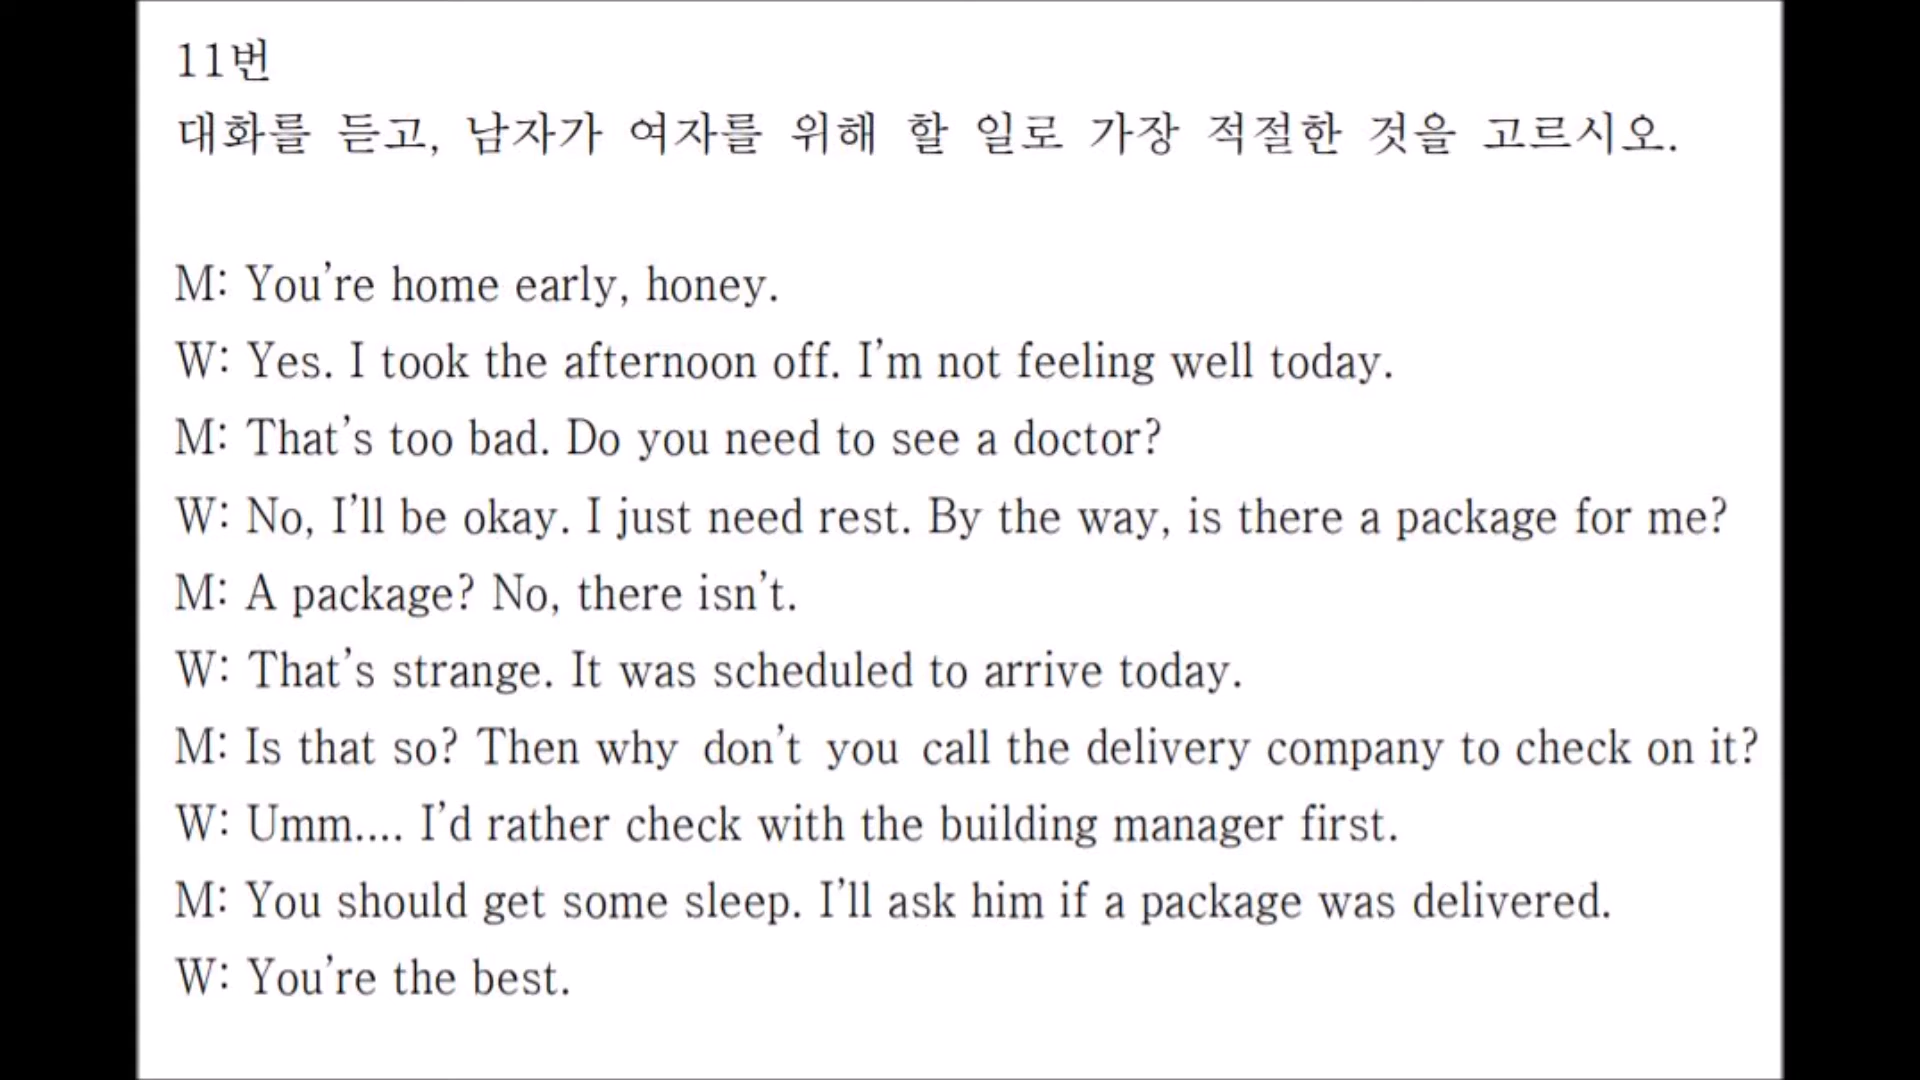 11번
대화를 듣고, 남자가 여자를 위해 할 일로 가장 적절한 것을 고르시오.
M: You're home early, honey.
W: Yes. I took the afternoon off. I'm not feeling well today.
M: That's too bad. Do you need to see a doctor?
W: No, I'll be okay. I just need rest. By the way, is there a package for me?
M: A package? No, there isn't.
W: That's strange. It was scheduled to arrive today.
M: Is that so? Then why don't you call the delivery company to check on it?
W: Umm.... I'd rather check with the building manager first.
M: You should get some sleep. I'll ask him if a package was delivered.
W: You're the best.